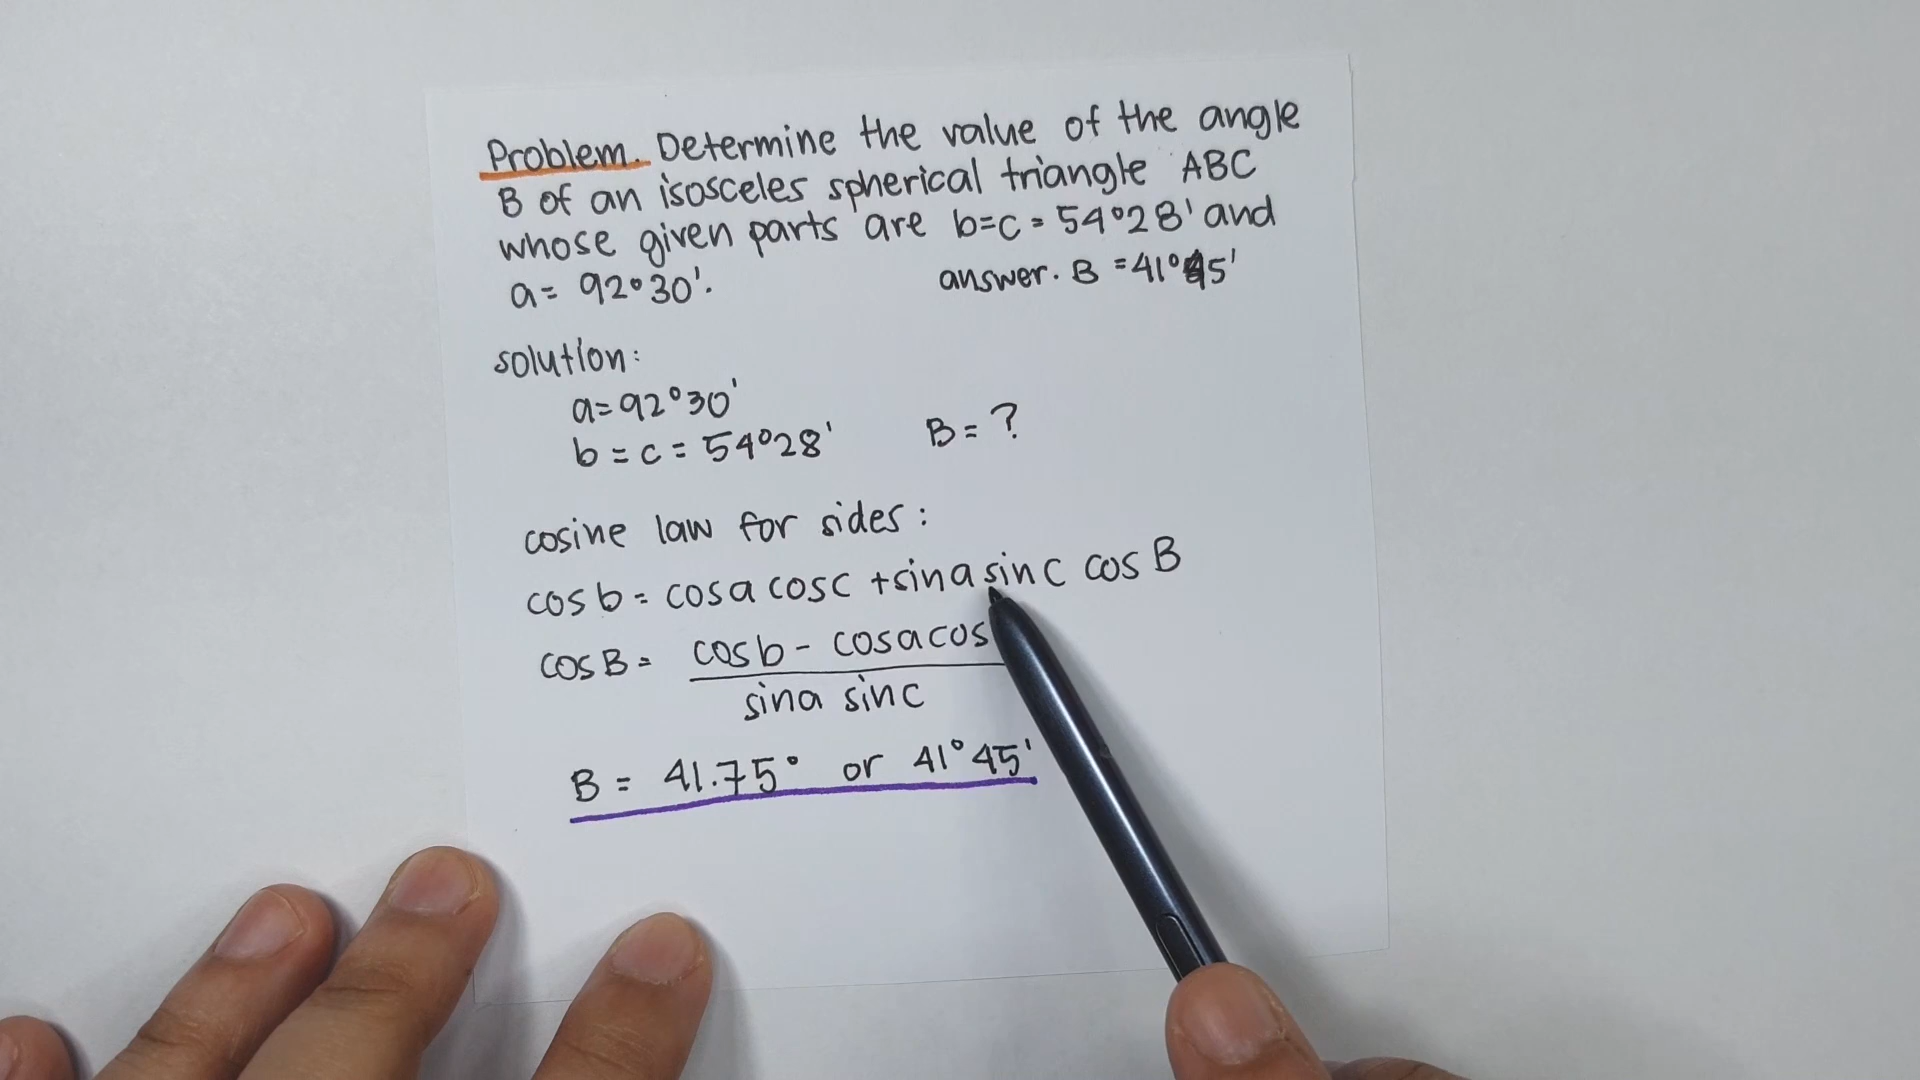 Problem. Determine the value of the angle
B of an isosceles spherical triangle ABC
whose given parts are b=c=54°28' and
a=92°30'. answer. B=41°45'
solution:
a=92°30'
b=c=54°28' B=?
cosine law for sides:
cos b = cos a cos c + sin a sin c cos B
cos B = cos b - cos a cos
sin a sin c
B = 41.75° or 41°45'